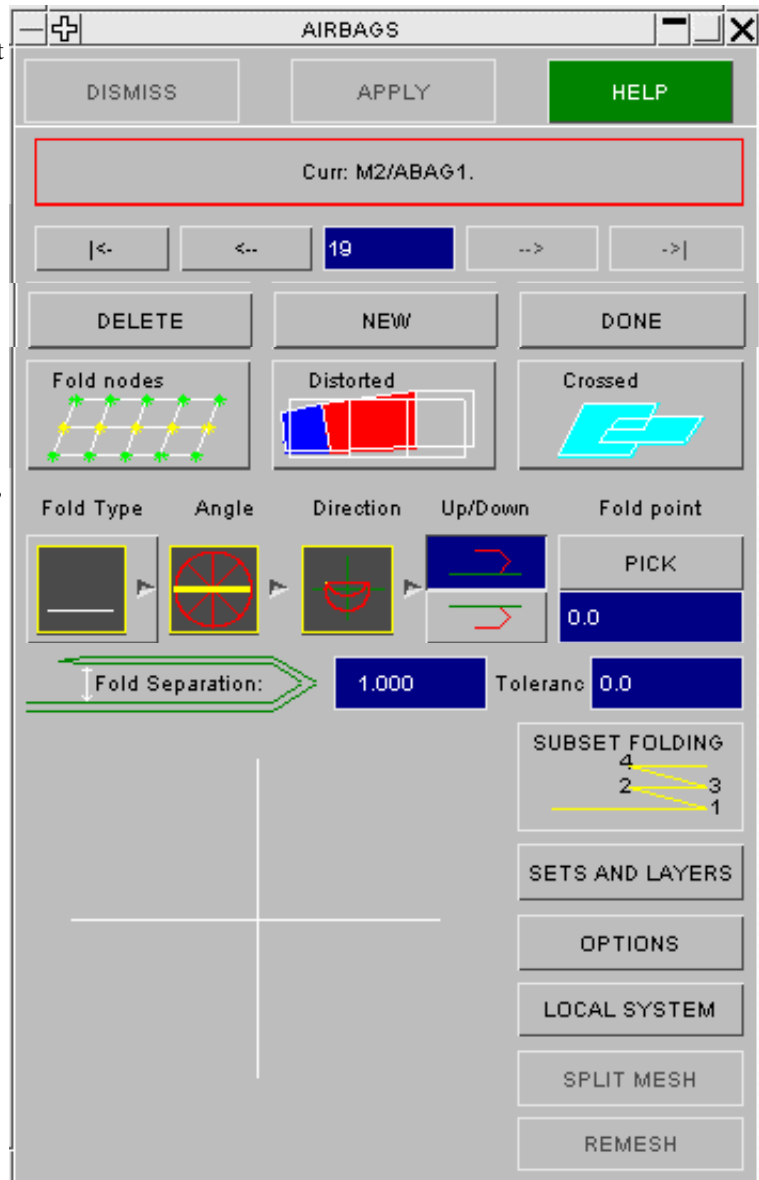 AIRBAGS
t
DISMISS APPLY HELP
Curr: M2/ABAG1.
|<- <-- 19 --> ->|
DELETE NEW DONE
Fold nodes Distorted Crossed
Fold Type Angle Direction Up/Down Fold point
PICK
0.0
Fold Separation: 1.000 Toleranc 0.0
SUBSET FOLDING
4
2 3
1
SETS AND LAYERS
OPTIONS
LOCAL SYSTEM
SPLIT MESH
REMESH